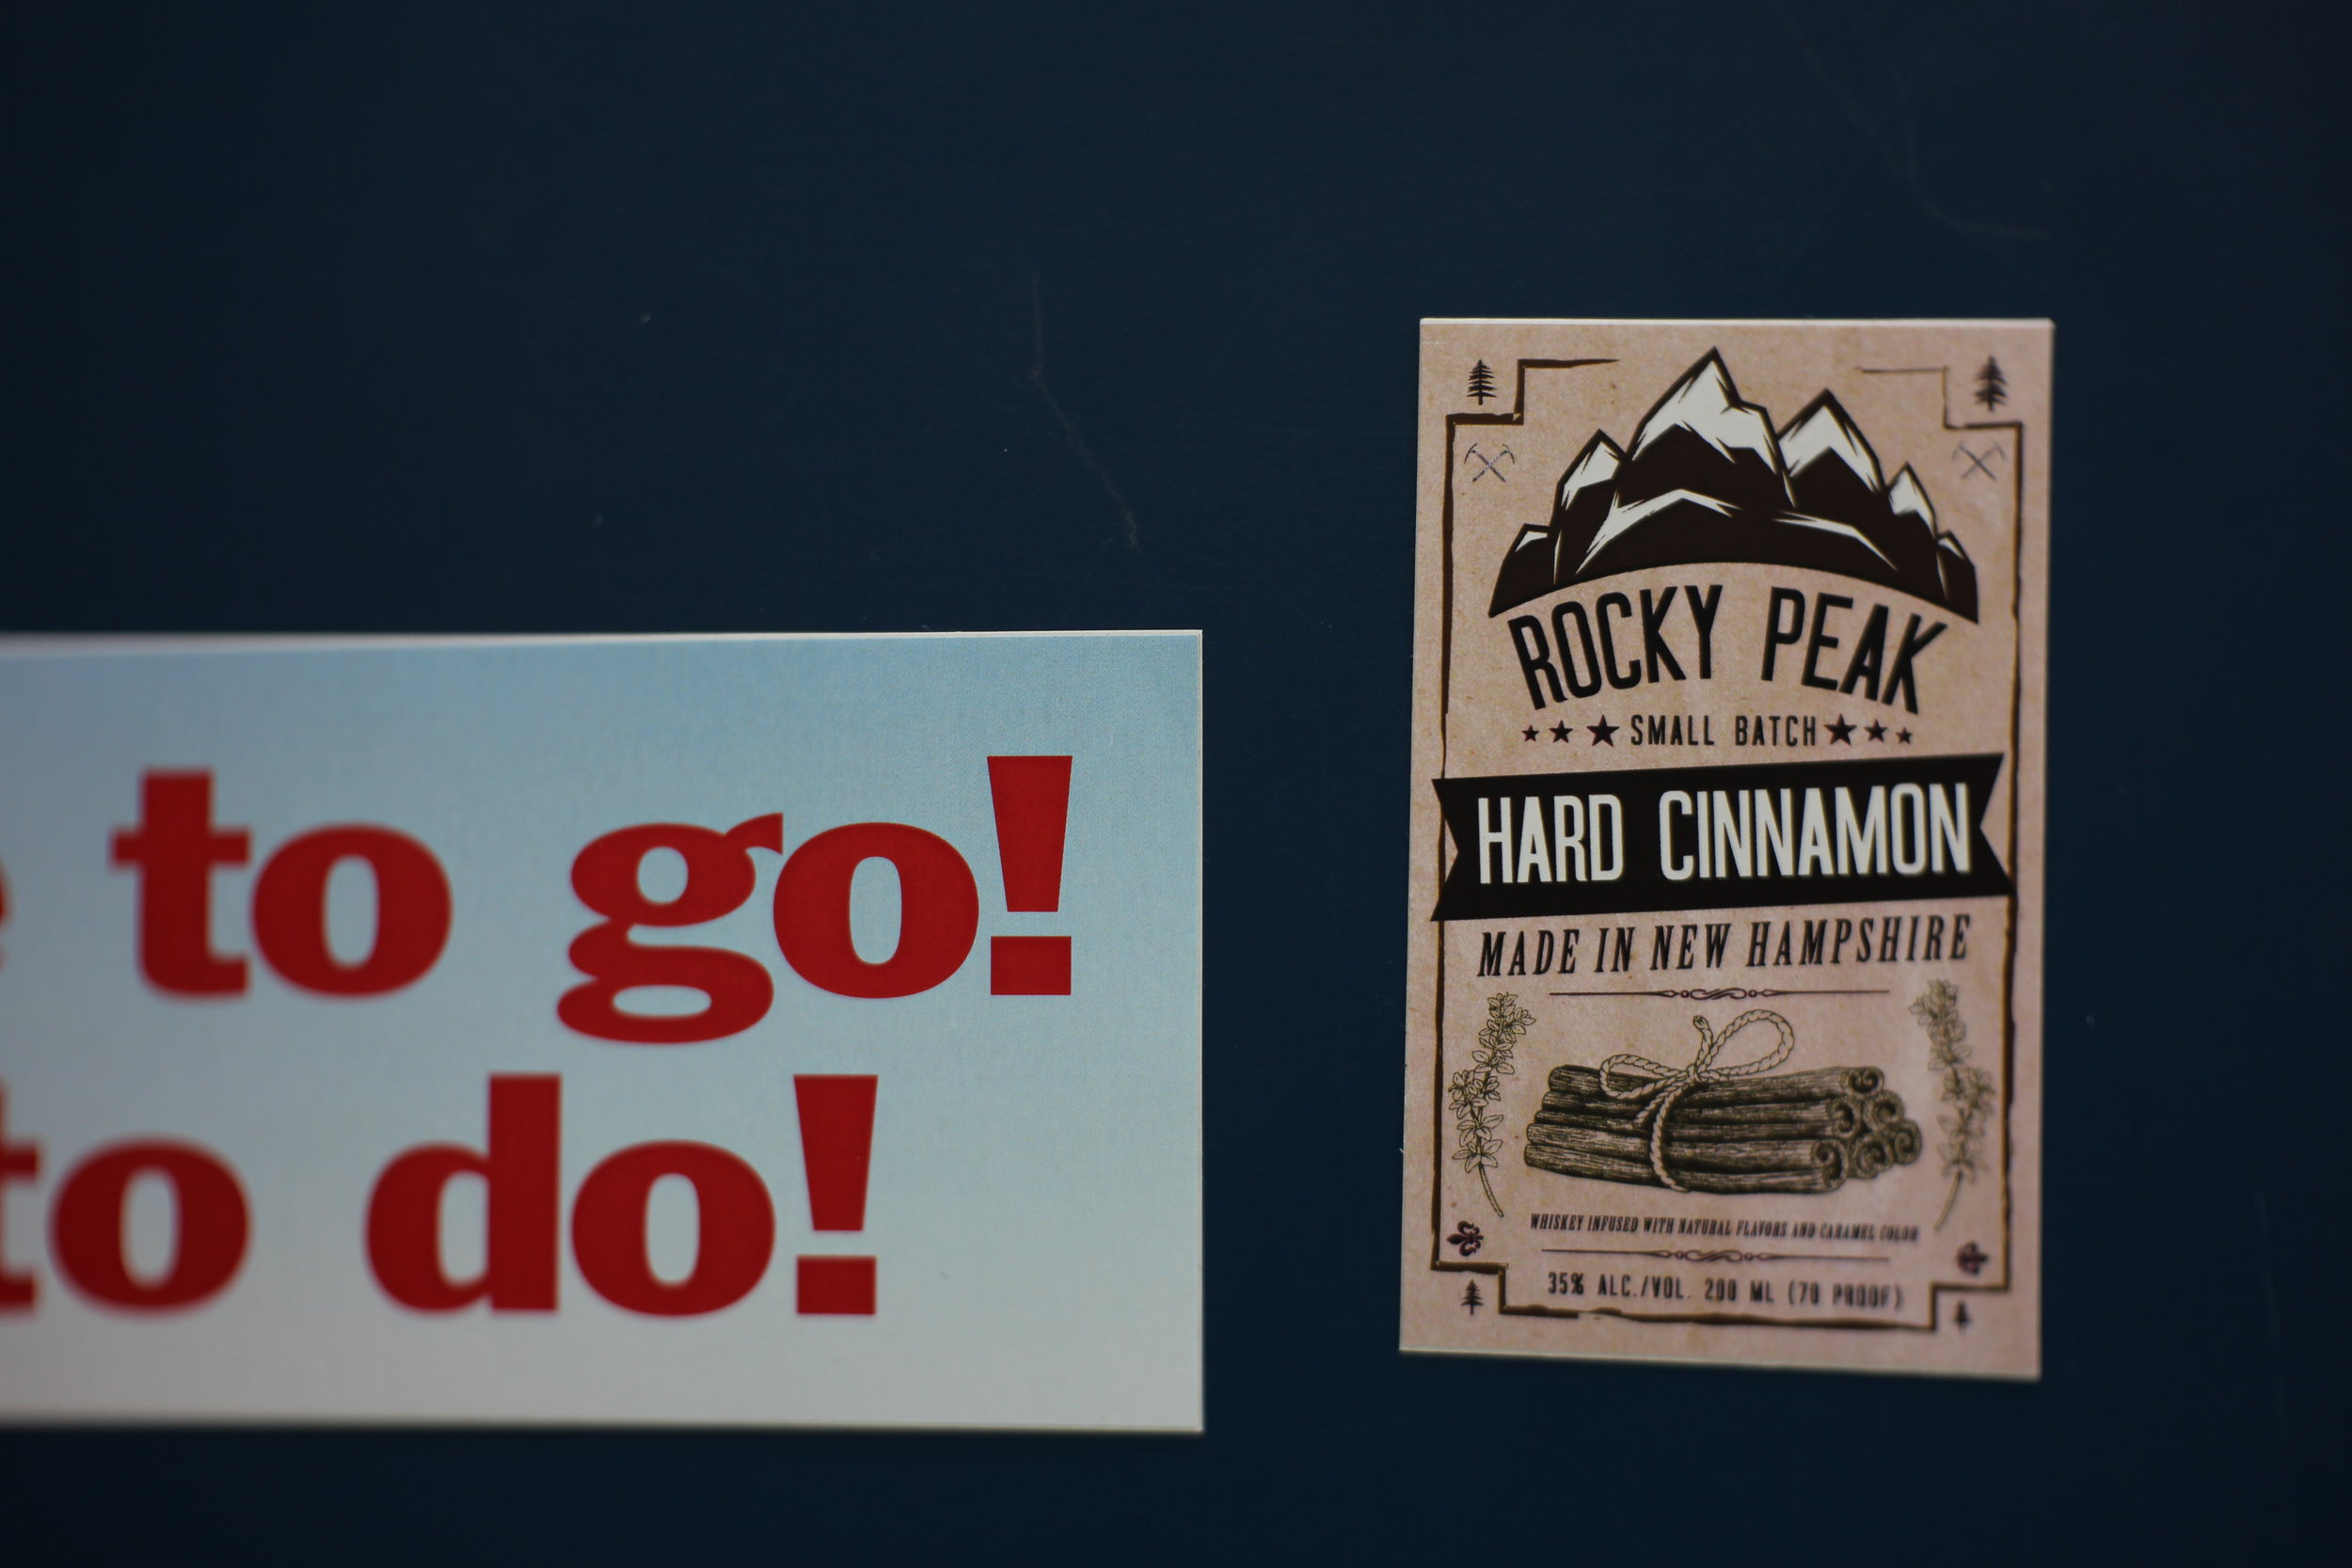 to go!
to do!
ROCKY PEAK
SMALL BATCH
HARD CINNAMON
MADE IN NEW HAMPSHIRE
WHISKEY INFUSED WITH NATURAL FLAVORS AND CARAMEL COLOR
35% ALC./VOL. 200 ML (70 PROOF)